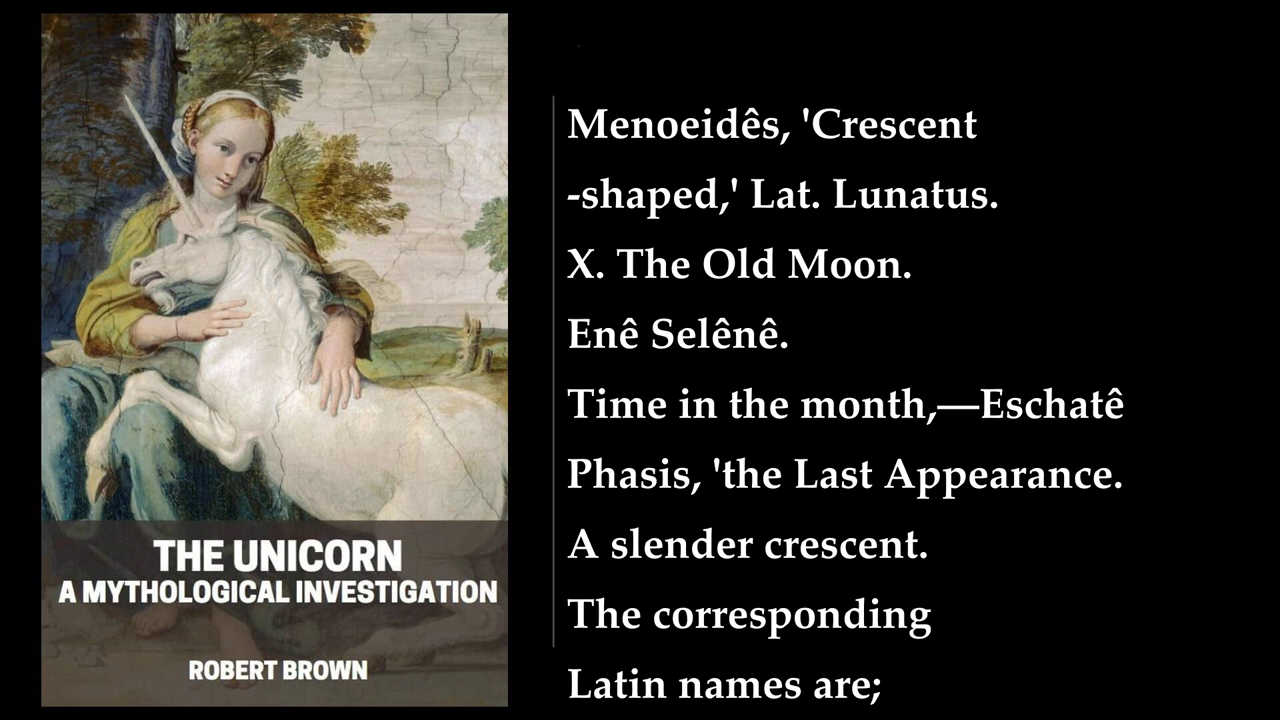 THE UNICORN
A MYTHOLOGICAL INVESTIGATION
ROBERT BROWN
Menoeidês, 'Crescent
-shaped,' Lat. Lunatus.
X. The Old Moon.
Enê Selênê.
Time in the month,—Eschatê
Phasis, 'the Last Appearance.
A slender crescent.
The corresponding
Latin names are;